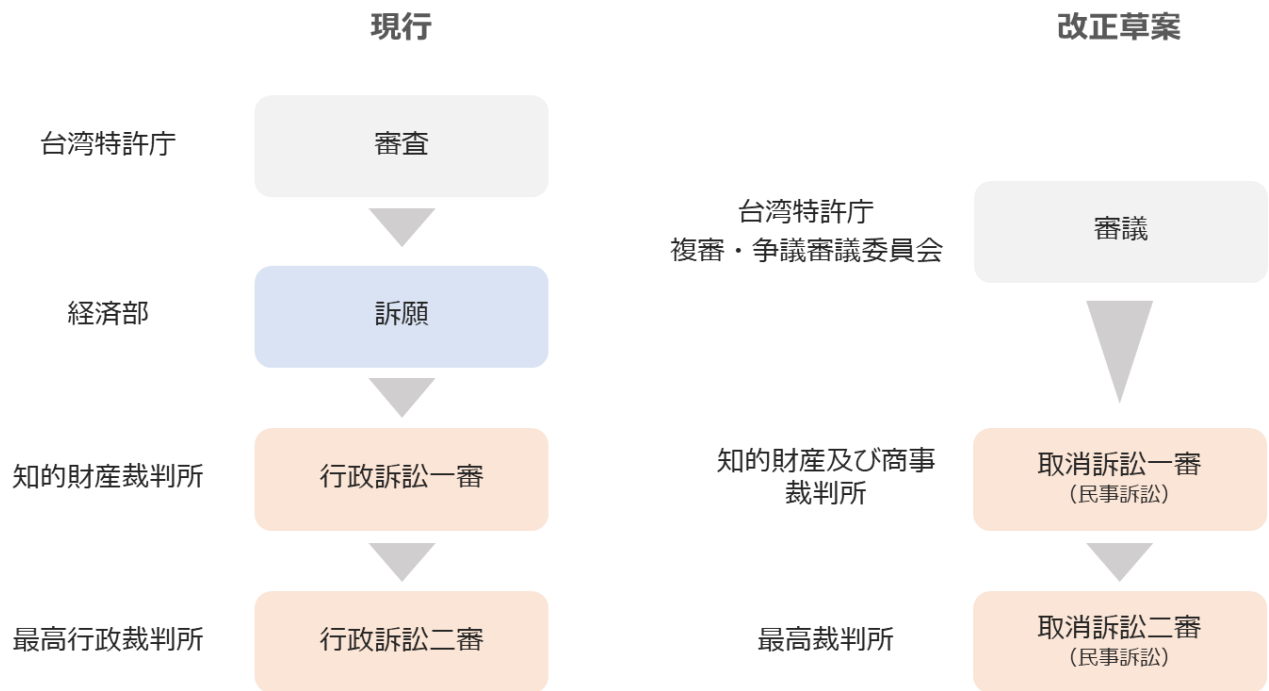 現行
台湾特許庁
審査
経済部
訴願
知的財産裁判所
行政訴訟一審
最高行政裁判所
行政訴訟二審
改正草案
台湾特許庁
複審・争議審議委員会
審議
知的財産及び商事
裁判所
取消訴訟一審
（民事訴訟）
最高裁判所
取消訴訟二審
（民事訴訟）